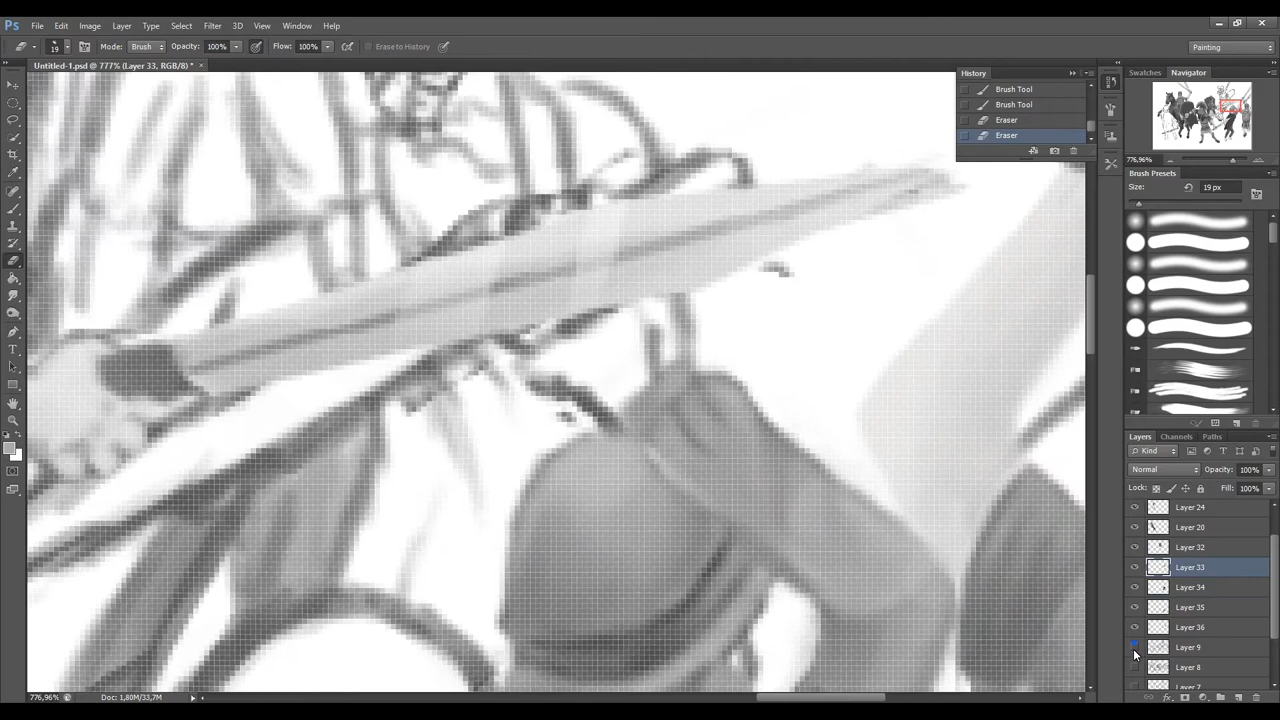 Ps File Edit Image Layer Type Select Filter 3D View Window Help
19 Mode: Brush Opacity: 100% Flow: 100% Erase to History Painting
Untitled-1.psd @ 777% (Layer 33, RGB/8) * ×
History
Brush Tool
Brush Tool
Eraser
Eraser
Swatches Navigator
776,96%
Brush Presets
Size: 19 px
Layers Channels Paths
Kind
Normal Opacity: 100%
Lock: Fill: 100%
Layer 24
Layer 20
Layer 32
Layer 33
Layer 34
Layer 35
Layer 36
Layer 9
Layer 8
Layer 7
776,96% Doc: 1,80M/33,7M